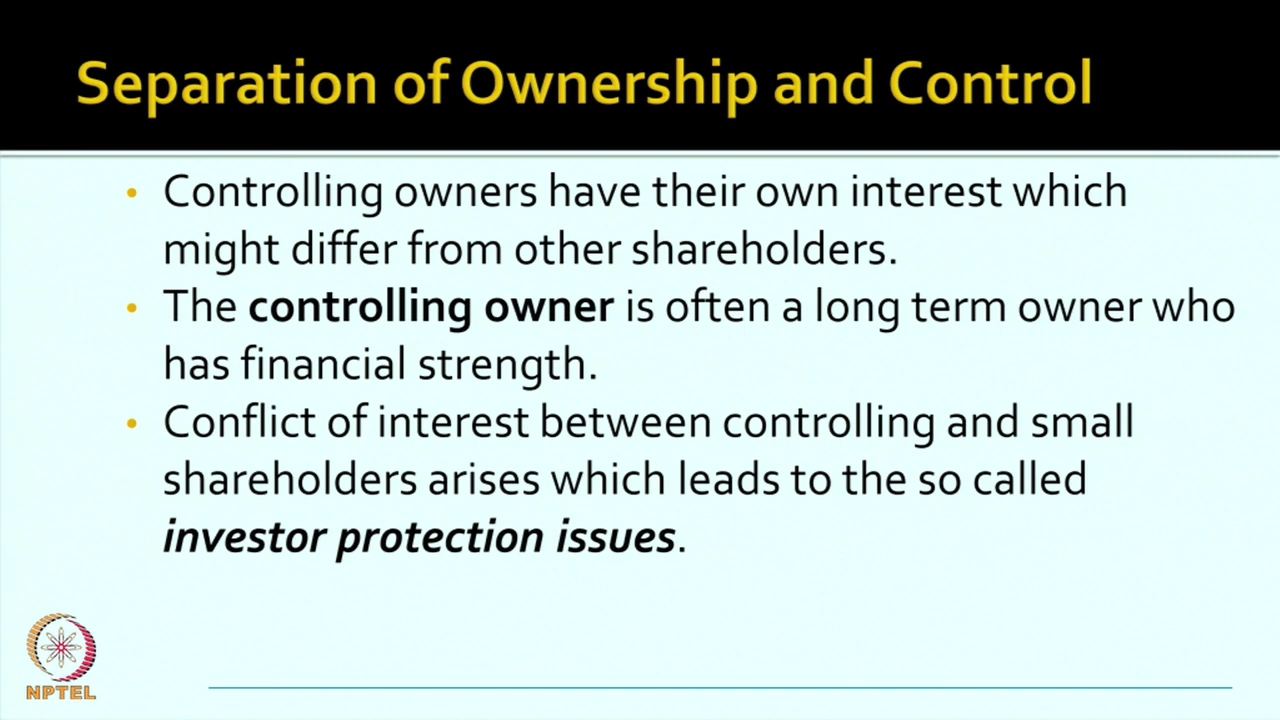 Separation of Ownership and Control
• Controlling owners have their own interest which
might differ from other shareholders.
• The controlling owner is often a long term owner who
has financial strength.
• Conflict of interest between controlling and small
shareholders arises which leads to the so called
investor protection issues.
NPTEL